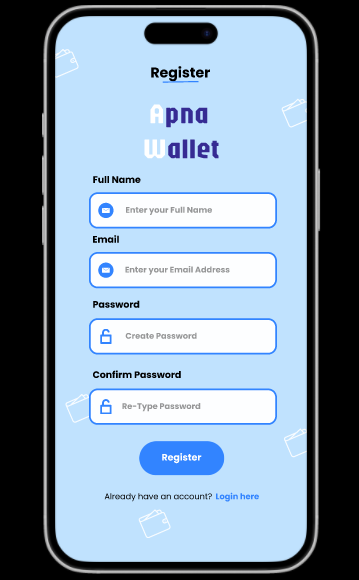 Register
Apna
Wallet
Full Name
Enter your Full Name
Email
Enter your Email Address
Password
Create Password
Confirm Password
Re-Type Password
Register
Already have an account? Login here